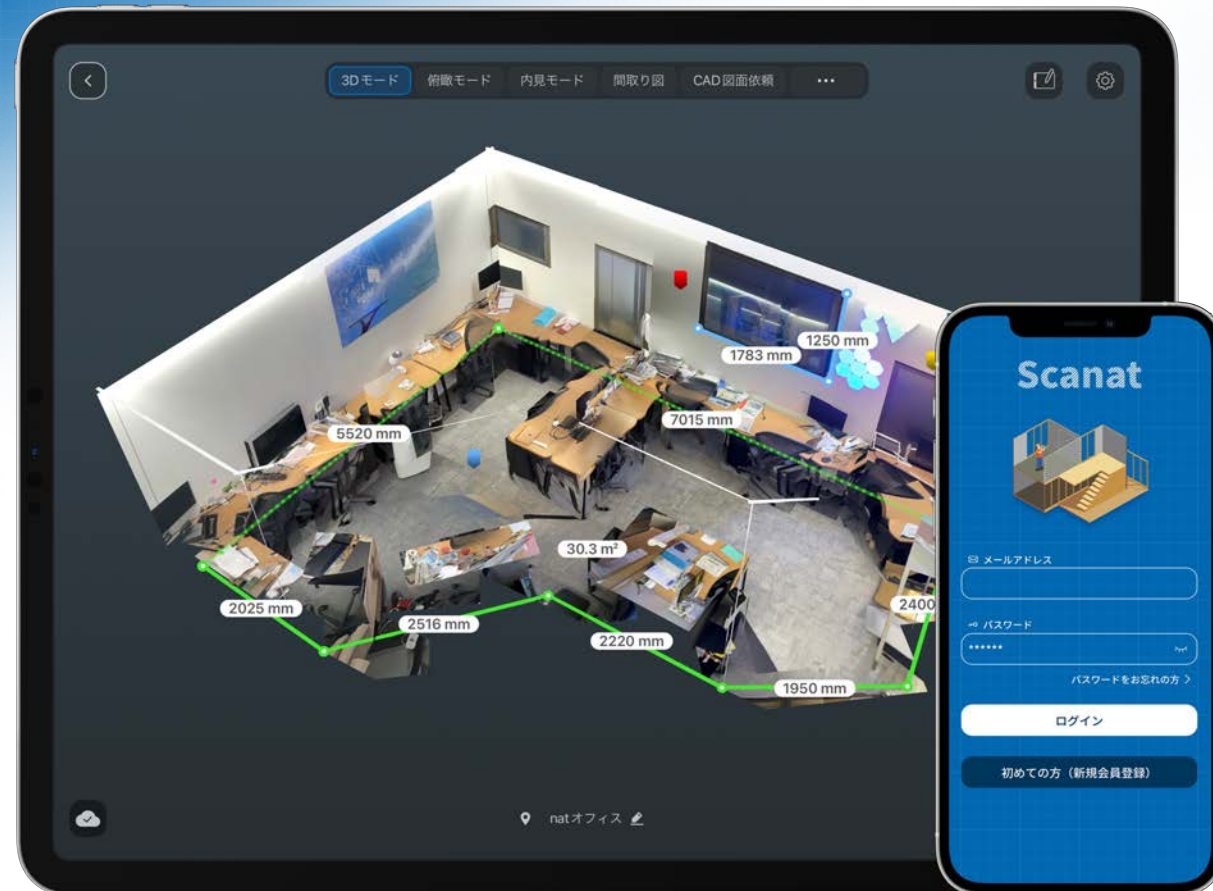 3Dモード
俯瞰モード
内見モード
間取り図
CAD図面依頼
•••
1250 mm
1783 mm
7015 mm
5520 mm
30.3 m²
2025 mm
2516 mm
2220 mm
2400
1950 mm
natオフィス
Scanat
メールアドレス
パスワード
******
パスワードをお忘れの方 >
ログイン
初めての方（新規会員登録）